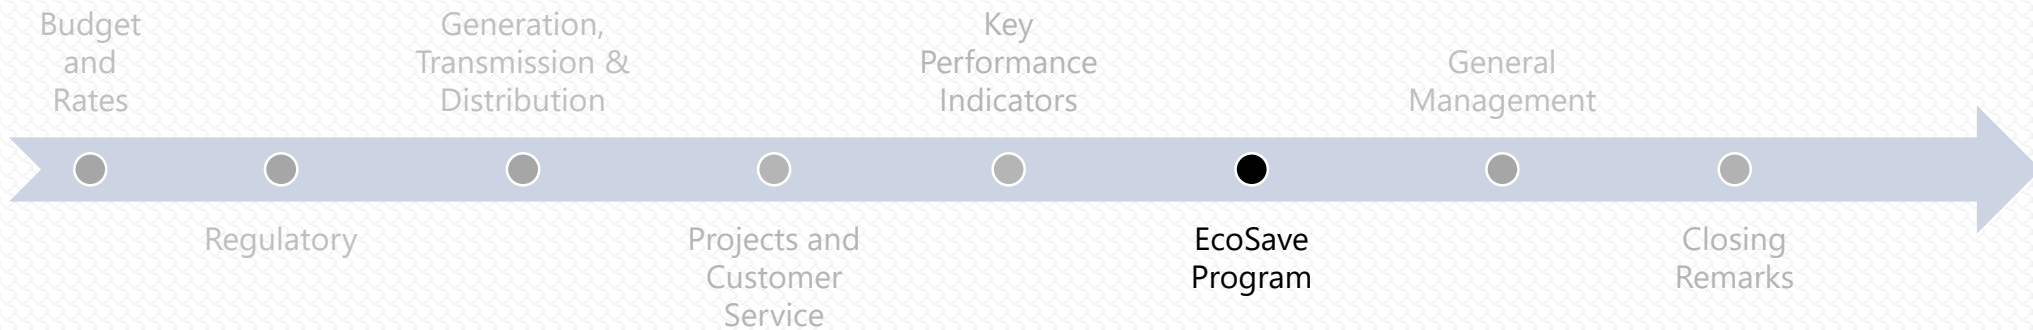 Budget
and
Rates
Regulatory
Generation,
Transmission &
Distribution
Projects and
Customer
Service
Key
Performance
Indicators
EcoSave
Program
General
Management
Closing
Remarks